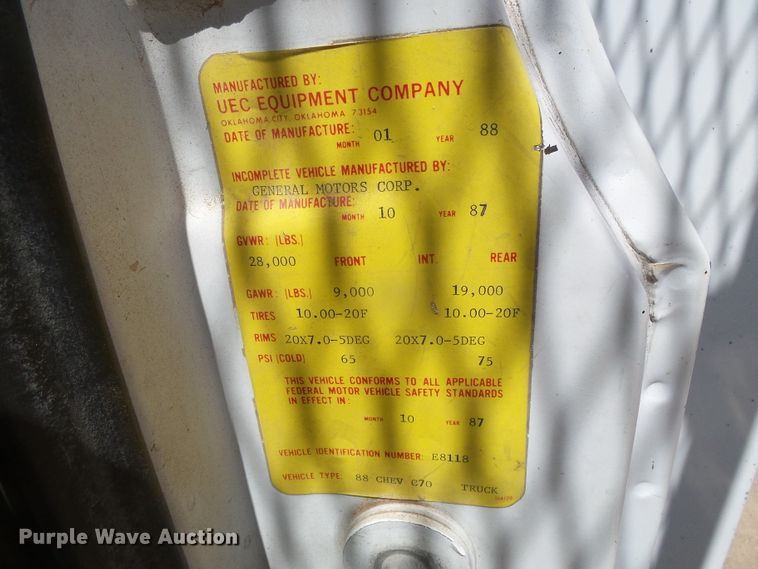 MANUFACTURED BY:
UEC EQUIPMENT COMPANY
OKLAHOMA CITY, OKLAHOMA 73154
DATE OF MANUFACTURE: MONTH 01 YEAR 88
INCOMPLETE VEHICLE MANUFACTURED BY:
GENERAL MOTORS CORP.
DATE OF MANUFACTURE: MONTH 10 YEAR 87
GVWR: (LBS.)
28,000 FRONT INT. REAR
GAWR: (LBS.) 9,000 19,000
TIRES 10.00-20F 10.00-20F
RIMS 20X7.0-5DEG 20X7.0-5DEG
PSI (COLD) 65 75
THIS VEHICLE CONFORMS TO ALL APPLICABLE
FEDERAL MOTOR VEHICLE SAFETY STANDARDS
IN EFFECT IN:
MONTH 10 YEAR 87
VEHICLE IDENTIFICATION NUMBER: E8118
VEHICLE TYPE: 88 CHEV C70 TRUCK
Purple Wave Auction